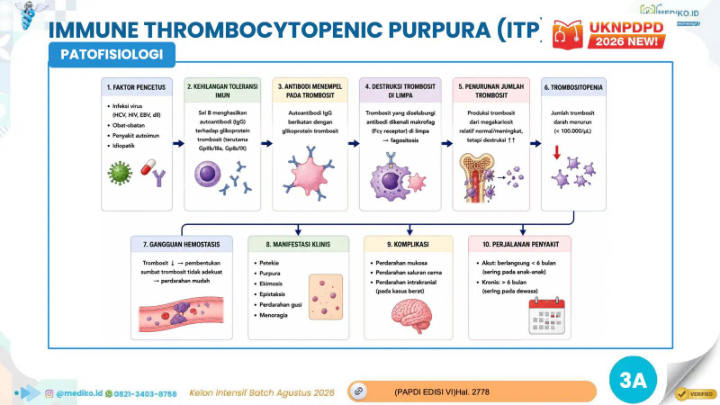 IMMUNE THROMBOCYTOPENIC PURPURA (ITP)
MEDIKO.ID
UKNPDPD
2026 NEW!
PATOFISIOLOGI
1. FAKTOR PENCETUS
• Infeksi virus
(HCV, HIV, EBV, dll)
• Obat-obatan
• Penyakit autoimun
• Idiopatik
2. KEHILANGAN TOLERANSI
IMUN
Sel B menghasilkan
autoantibodi (IgG)
terhadap glikoprotein
trombosit (terutama
GpIIb/IIIa, GpIb/IX)
3. ANTIBODI MENEMPEL
PADA TROMBOSIT
Autoantibodi IgG
berikatan dengan
glikoprotein trombosit
4. DESTRUKSI TROMBOSIT
DI LIMPA
Trombosit yang diselubungi
antibodi dikenali makrofag
(Fcγ receptor) di limpa
→ fagositosis
5. PENURUNAN JUMLAH
TROMBOSIT
Produksi trombosit
dari megakariosit
relatif normal/meningkat,
tetapi destruksi ↑↑
6. TROMBOSITOPENIA
Jumlah trombosit
darah menurun
(< 100.000/µL)
7. GANGGUAN HEMOSTASIS
Trombosit ↓ → pembentukan
sumbat trombosit tidak adekuat
→ perdarahan mudah
8. MANIFESTASI KLINIS
• Petekie
• Purpura
• Ekimosis
• Epistaksis
• Perdarahan gusi
• Menoragia
9. KOMPLIKASI
• Perdarahan mukosa
• Perdarahan saluran cerna
• Perdarahan intrakranial
(pada kasus berat)
10. PERJALANAN PENYAKIT
• Akut: berlangsung < 6 bulan
(sering pada anak-anak)
• Kronis: > 6 bulan
(sering pada dewasa)
@mediko.id
0821-3403-8758
Kelan Intensif Batch Agustus 2026
(PAPDI EDISI VI)Hal. 2778
3A
VERIFIED